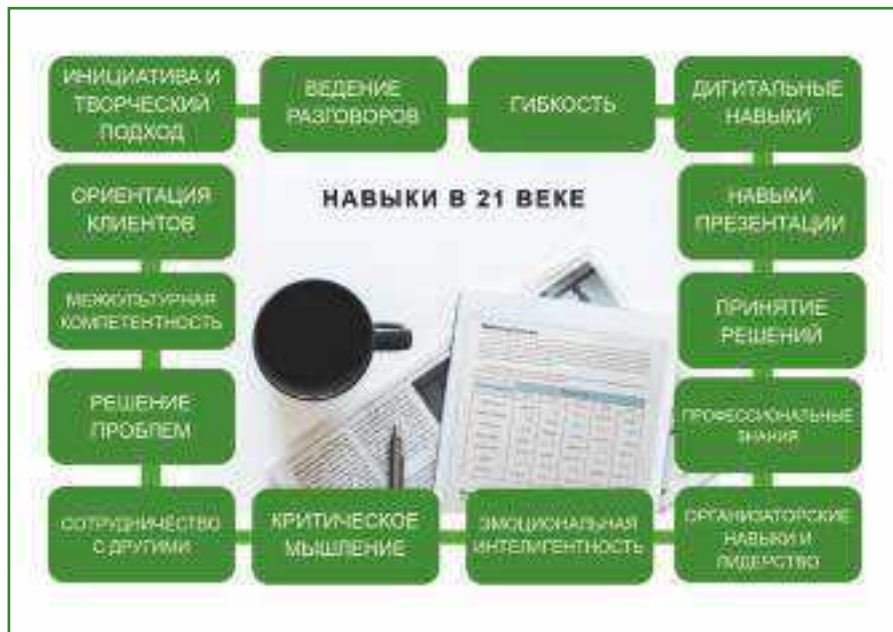 ИНИЦИАТИВА И
ТВОРЧЕСКИЙ
ПОДХОД
ВЕДЕНИЕ
РАЗГОВОРОВ
ГИБКОСТЬ
ДИГИТАЛЬНЫЕ
НАВЫКИ
ОРИЕНТАЦИЯ
КЛИЕНТОВ
НАВЫКИ В 21 ВЕКЕ
НАВЫКИ
ПРЕЗЕНТАЦИИ
МЕЖКУЛЬТУРНАЯ
КОМПЕТЕНТНОСТЬ
ПРИНЯТИЕ
РЕШЕНИЙ
РЕШЕНИЕ
ПРОБЛЕМ
ПРОФЕССИОНАЛЬНЫЕ
ЗНАНИЯ
СОТРУДНИЧЕСТВО
С ДРУГИМИ
КРИТИЧЕСКОЕ
МЫШЛЕНИЕ
ЭМОЦИОНАЛЬНАЯ
ИНТЕЛИГЕНТНОСТЬ
ОРГАНИЗАТОРСКИЕ
НАВЫКИ И
ЛИДЕРСТВО